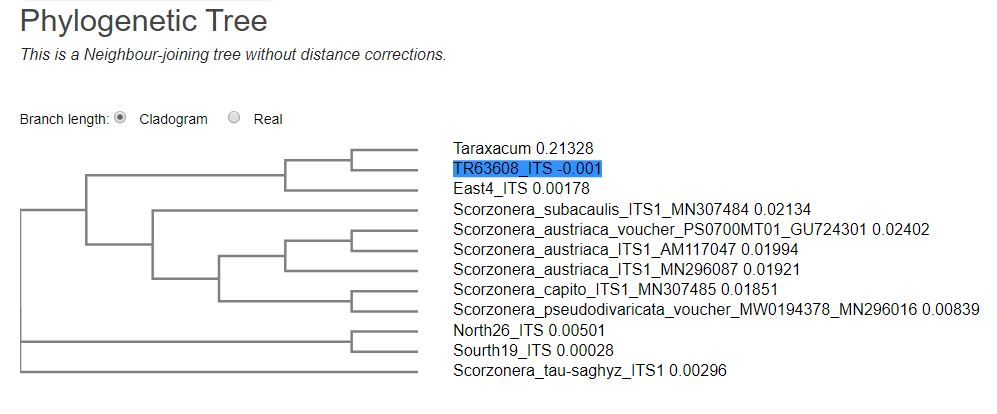 Phylogenetic Tree
This is a Neighbour-joining tree without distance corrections.
Branch length: Cladogram Real
Taraxacum 0.21328
TR63608_ITS -0.001
East4_ITS 0.00178
Scorzonera_subacaulis_ITS1_MN307484 0.02134
Scorzonera_austriaca_voucher_PS0700MT01_GU724301 0.02402
Scorzonera_austriaca_ITS1_AM117047 0.01994
Scorzonera_austriaca_ITS1_MN296087 0.01921
Scorzonera_capito_ITS1_MN307485 0.01851
Scorzonera_pseudodivaricata_voucher_MW0194378_MN296016 0.00839
North26_ITS 0.00501
Sourth19_ITS 0.00028
Scorzonera_tau-saghyz_ITS1 0.00296